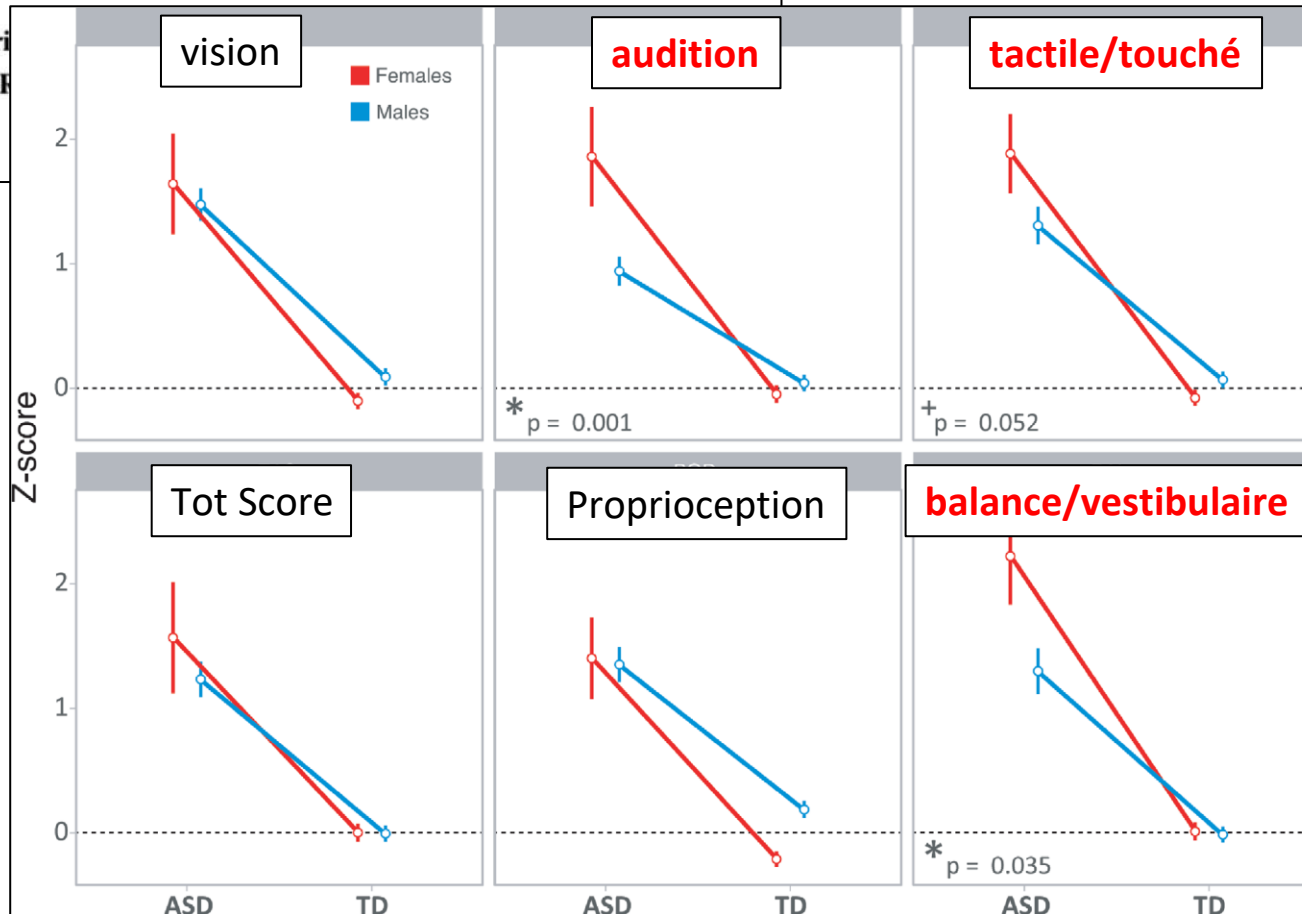 vision
audition
tactile/touché
Females
Males
2
1
0
Z-score
* p = 0.001
+ p = 0.052
Tot Score
Proprioception
balance/vestibulaire
2
1
0
* p = 0.035
ASD TD ASD TD ASD TD